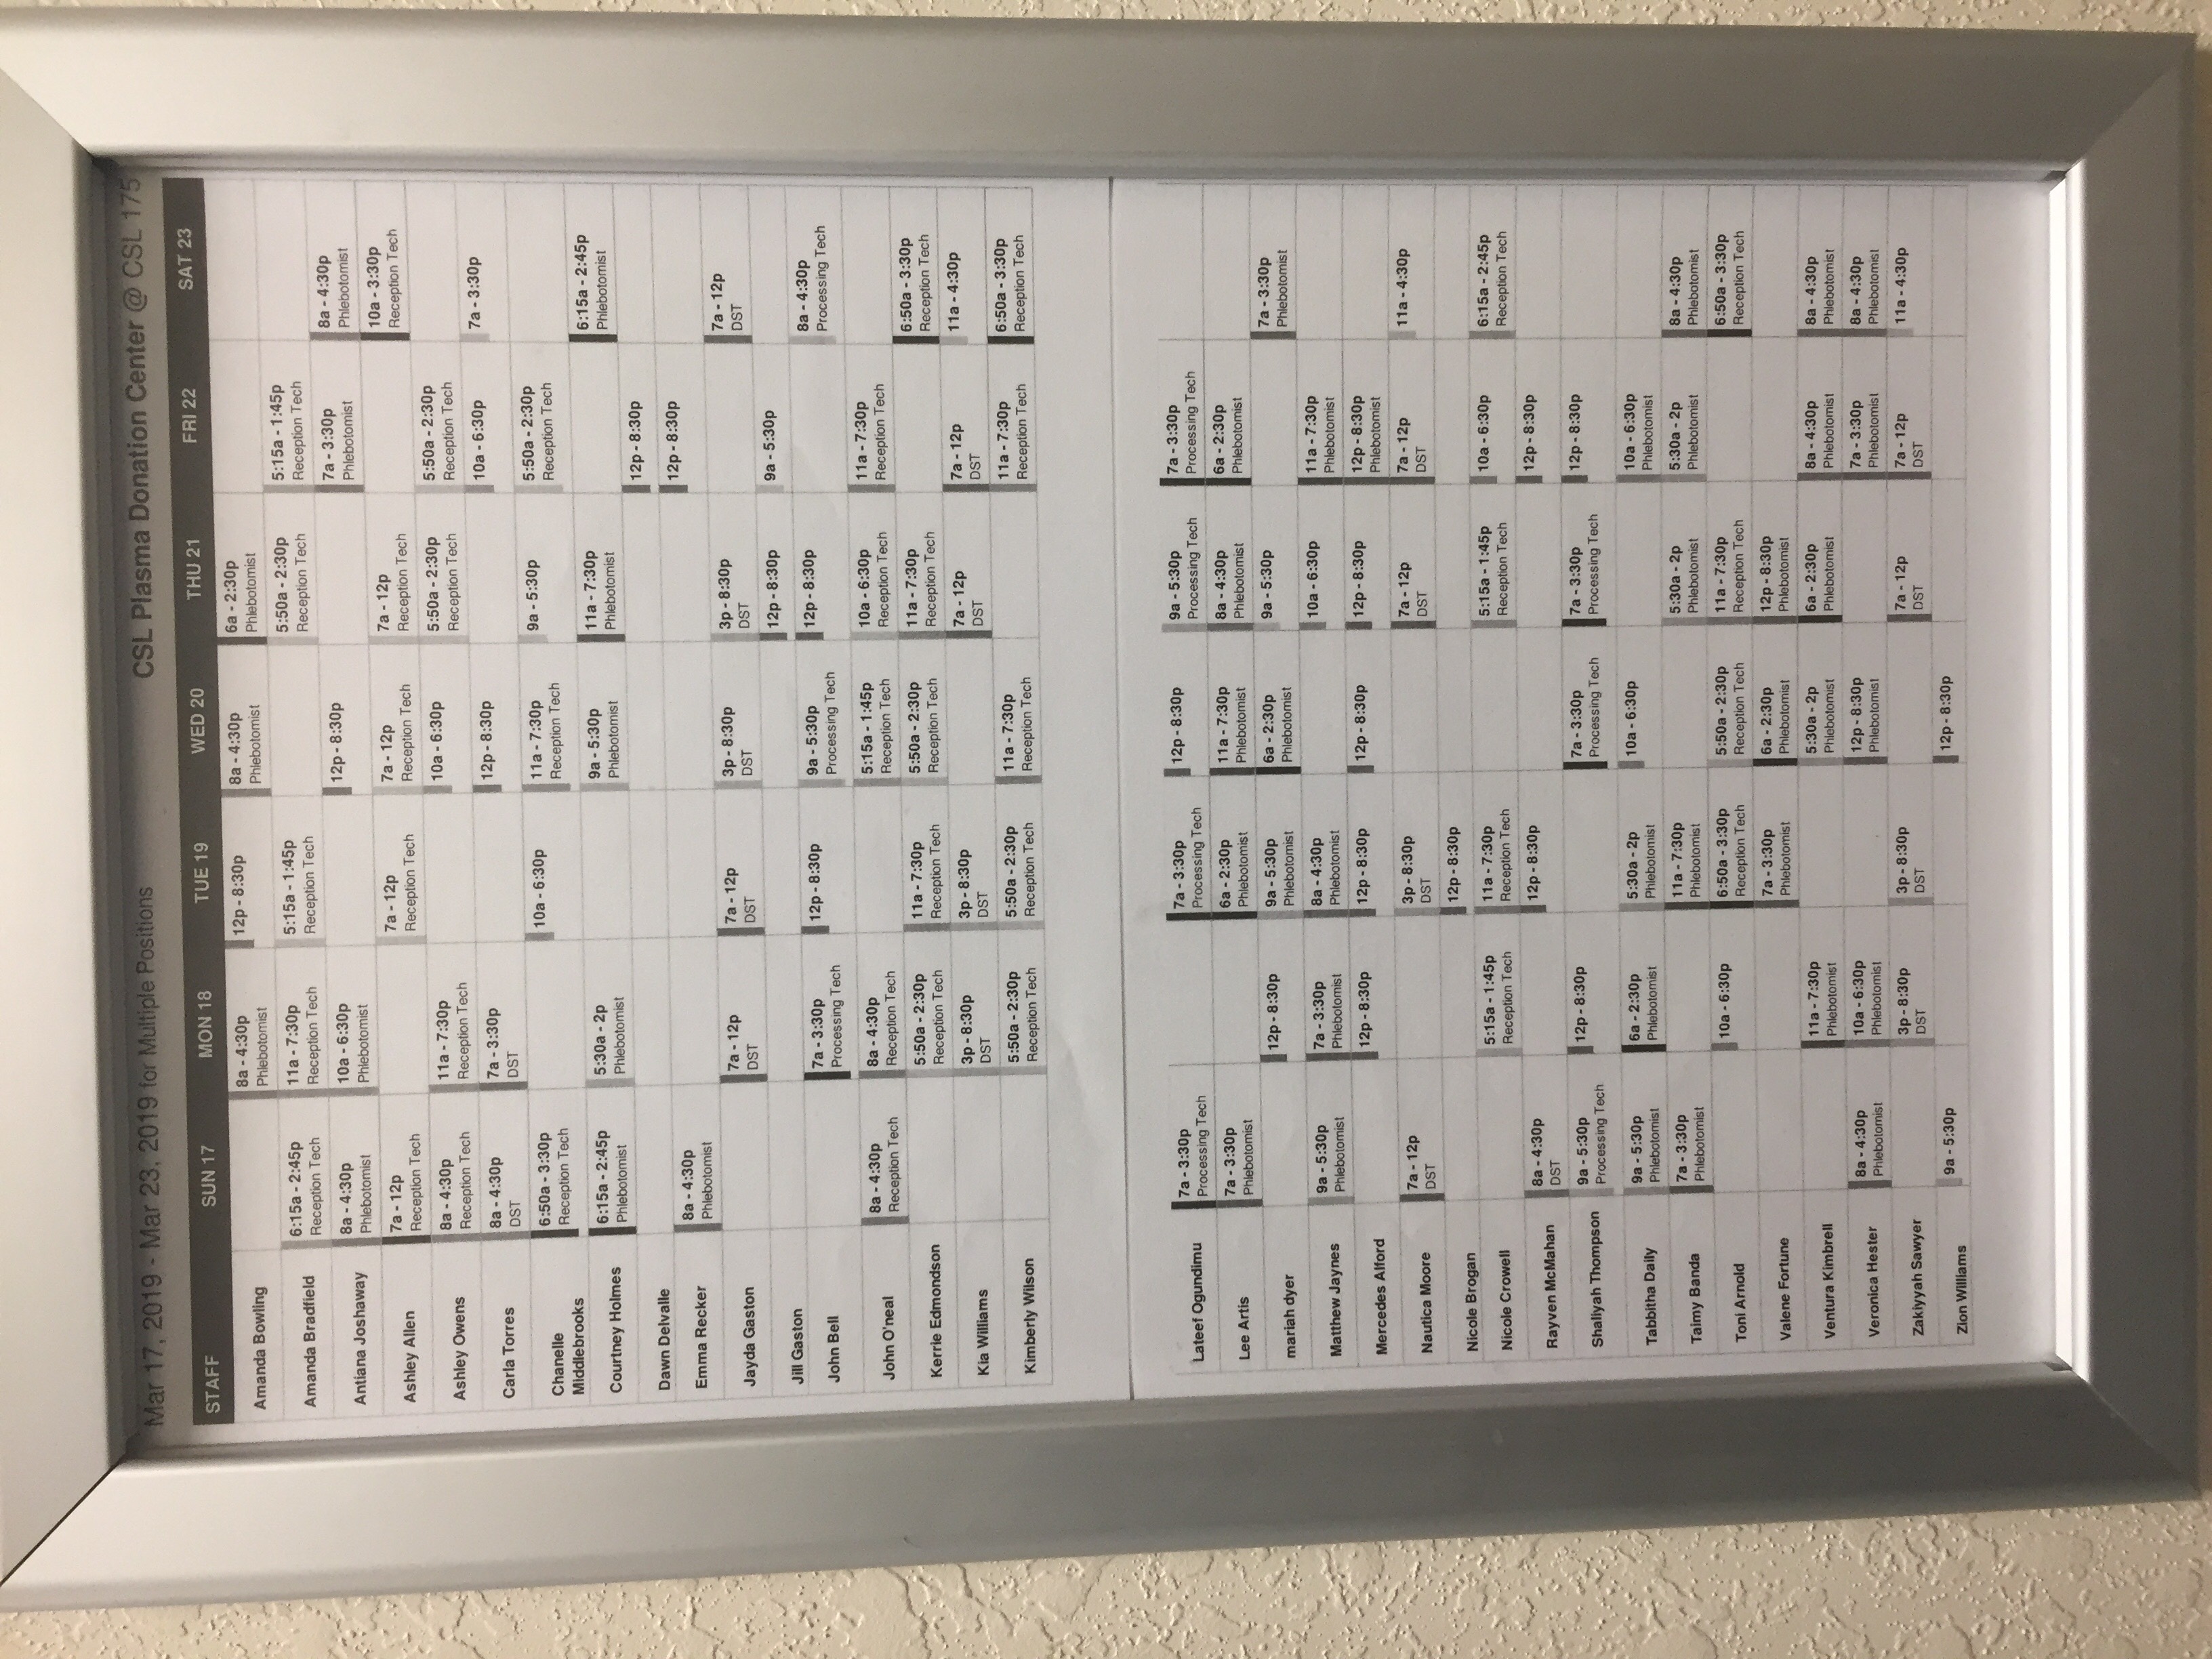 Mar 17, 2019 - Mar 23, 2019 for Multiple Positions CSL Plasma Donation Center @ CSL 175
STAFF SUN 17 MON 18 TUE 19 WED 20 THU 21 FRI 22 SAT 23
Amanda Bowling 8a - 4:30p 12p - 8:30p 8a - 4:30p 6a - 2:30p
Phlebotomist Phlebotomist Phlebotomist
Amanda Bradfield 6:15a - 2:45p 11a - 7:30p 5:15a - 1:45p 5:50a - 2:30p 5:15a - 1:45p
Reception Tech Reception Tech Reception Tech Reception Tech Reception Tech
Antiana Joshaway 8a - 4:30p 10a - 6:30p 12p - 8:30p 7a - 3:30p 8a - 4:30p
Phlebotomist Phlebotomist Phlebotomist Phlebotomist
Ashley Allen 7a - 12p 7a - 12p 7a - 12p 7a - 12p 10a - 3:30p
Reception Tech Reception Tech Reception Tech Reception Tech Reception Tech
Ashley Owens 8a - 4:30p 11a - 7:30p 10a - 6:30p 5:50a - 2:30p 5:50a - 2:30p
Reception Tech Reception Tech Reception Tech Reception Tech
Carla Torres 8a - 4:30p 7a - 3:30p 12p - 8:30p 10a - 6:30p 7a - 3:30p
DST DST
Chanelle 6:50a - 3:30p 10a - 6:30p 11a - 7:30p 9a - 5:30p 5:50a - 2:30p
Middlebrooks Reception Tech Reception Tech Reception Tech
Courtney Holmes 6:15a - 2:45p 5:30a - 2p 9a - 5:30p 11a - 7:30p 6:15a - 2:45p
Phlebotomist Phlebotomist Phlebotomist Phlebotomist Phlebotomist
Dawn Delvalle 12p - 8:30p
Emma Recker 8a - 4:30p 12p - 8:30p
Phlebotomist
Jayda Gaston 7a - 12p 7a - 12p 3p - 8:30p 3p - 8:30p 7a - 12p
DST DST DST DST DST
Jill Gaston 12p - 8:30p 9a - 5:30p
John Bell 7a - 3:30p 12p - 8:30p 9a - 5:30p 12p - 8:30p 8a - 4:30p
Processing Tech Processing Tech Processing Tech
John O'neal 8a - 4:30p 8a - 4:30p 5:15a - 1:45p 10a - 6:30p 11a - 7:30p
Reception Tech Reception Tech Reception Tech Reception Tech Reception Tech
Kerrie Edmondson 5:50a - 2:30p 11a - 7:30p 5:50a - 2:30p 11a - 7:30p 6:50a - 3:30p
Reception Tech Reception Tech Reception Tech Reception Tech Reception Tech
Kia Williams 3p - 8:30p 3p - 8:30p 7a - 12p 7a - 12p 11a - 4:30p
DST DST DST DST
Kimberly Wilson 5:50a - 2:30p 5:50a - 2:30p 11a - 7:30p 11a - 7:30p 6:50a - 3:30p
Reception Tech Reception Tech Reception Tech Reception Tech Reception Tech
Lateef Ogundimu 7a - 3:30p 7a - 3:30p 12p - 8:30p 9a - 5:30p 7a - 3:30p
Processing Tech Processing Tech Processing Tech Processing Tech
Lee Artis 7a - 3:30p 6a - 2:30p 11a - 7:30p 8a - 4:30p 6a - 2:30p
Phlebotomist Phlebotomist Phlebotomist Phlebotomist Phlebotomist
mariah dyer 12p - 8:30p 9a - 5:30p 6a - 2:30p 9a - 5:30p 7a - 3:30p
Phlebotomist Phlebotomist Phlebotomist
Matthew Jaynes 9a - 5:30p 7a - 3:30p 8a - 4:30p 10a - 6:30p 11a - 7:30p
Phlebotomist Phlebotomist Phlebotomist Phlebotomist
Mercedes Alford 12p - 8:30p 12p - 8:30p 12p - 8:30p 12p - 8:30p 12p - 8:30p
Phlebotomist
Nautica Moore 7a - 12p 3p - 8:30p 7a - 12p 7a - 12p 11a - 4:30p
DST DST DST DST
Nicole Brogan 12p - 8:30p
Nicole Crowell 5:15a - 1:45p 11a - 7:30p 5:15a - 1:45p 10a - 6:30p 6:15a - 2:45p
Reception Tech Reception Tech Reception Tech Reception Tech
Rayven McMahan 8a - 4:30p 12p - 8:30p 12p - 8:30p
DST
Shaliyah Thompson 9a - 5:30p 12p - 8:30p 7a - 3:30p 7a - 3:30p 12p - 8:30p
Processing Tech Processing Tech Processing Tech
Tabbitha Daily 9a - 5:30p 6a - 2:30p 5:30a - 2p 10a - 6:30p 10a - 6:30p
Phlebotomist Phlebotomist Phlebotomist Phlebotomist
Taimy Banda 7a - 3:30p 11a - 7:30p 5:30a - 2p 5:30a - 2p 8a - 4:30p
Phlebotomist Phlebotomist Phlebotomist Phlebotomist Phlebotomist
Toni Arnold 10a - 6:30p 6:50a - 3:30p 5:50a - 2:30p 11a - 7:30p 6:50a - 3:30p
Reception Tech Reception Tech Reception Tech Reception Tech
Valene Fortune 7a - 3:30p 6a - 2:30p 12p - 8:30p
Phlebotomist Phlebotomist Phlebotomist
Ventura Kimbrell 11a - 7:30p 5:30a - 2p 6a - 2:30p 8a - 4:30p 8a - 4:30p
Phlebotomist Phlebotomist Phlebotomist Phlebotomist Phlebotomist
Veronica Hester 8a - 4:30p 10a - 6:30p 12p - 8:30p 7a - 3:30p 8a - 4:30p
Phlebotomist Phlebotomist Phlebotomist Phlebotomist Phlebotomist
Zakiyyah Sawyer 3p - 8:30p 3p - 8:30p 7a - 12p 7a - 12p 11a - 4:30p
DST DST DST DST
Zion Williams 9a - 5:30p 12p - 8:30p